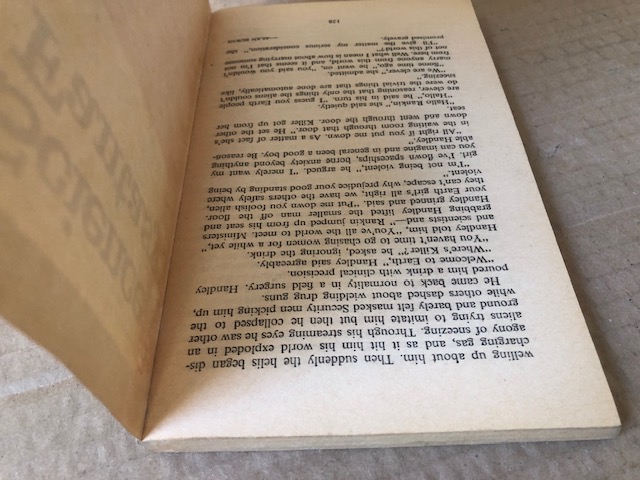 welling up about him. Then suddenly the helis began dis-
charging gas, and as it hit him his world exploded in an
agony of sneezing. Through his streaming eyes he saw other
aliens trying to imitate him but then he collapsed to the
ground and barely felt masked Security men picking him up,
while others dashed about wielding drug guns.
He came back to normality in a field surgery. Handley
poured him a drink with clinical precision.
"Welcome to Earth," Handley said agreeably.
"Where's Killer?" he asked, ignoring the drink.
"You haven't time to go chasing women for a while yet,"
Handley told him, "You've all the world to meet. Ministers
and scientists and—" Rankin jumped up from his seat and
grabbing Handley lifted the smaller man off the floor.
Handley grinned and said. "Put me down you foolish alien,
your Earth girl's all right, we have the others safely where
they can't escape, why prejudice your good standing by being
violent."
"I'm not being violent," he argued. "I merely want my
girl. I've flown spaceships, borne anxiety beyond anything
you can imagine and in general been a good boy. Be reason-
able Handley."
"All right if you put me down. As a matter of fact she's
in the waiting room through that door." He set the other
down and went through the door. Killer got up from her
seat.
"Hallo Rankin," she said quietly.
"Hallo," he said in his turn. "I guess you Earth people
are clever, reasoning that the only things the aliens couldn't
do were the trivial things that are done automatically, like
sneezing."
"We are clever," she admitted.
"Some time ago," he went on, "you said you wouldn't
marry anyone from this world, and it seems that I'm not
from here. Well what I mean is how about marrying someone
not of this world?"
"I'll give the matter my serious consideration," she
promised gravely.
128